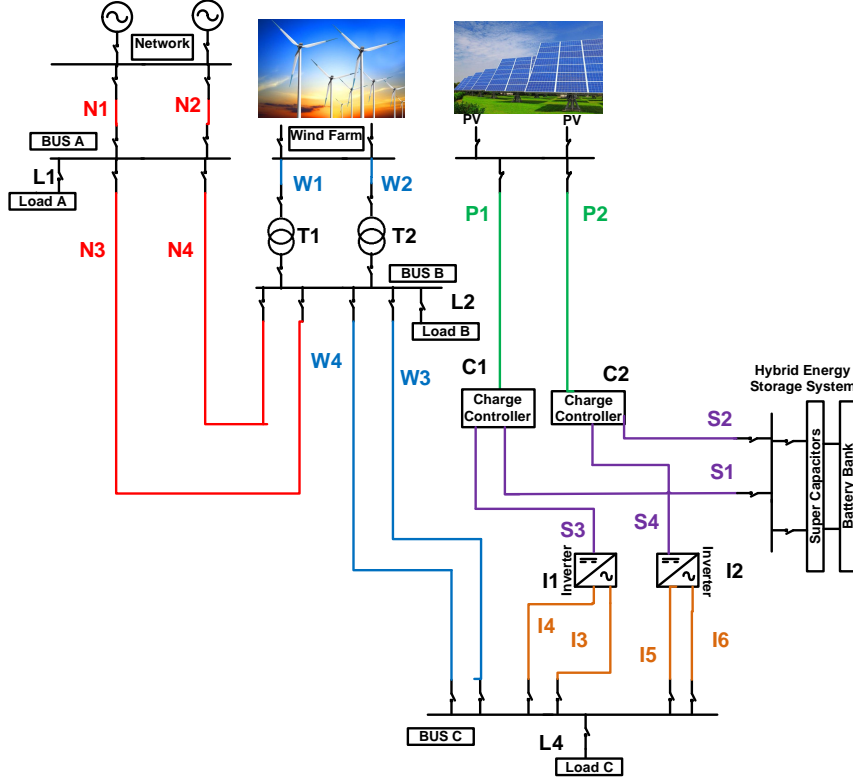 Network
N1
N2
BUS A
L1
Load A
N3
N4
Wind Farm
W1
W2
T1
T2
BUS B
L2
Load B
W4
W3
PV
PV
P1
P2
C1
Charge
Controller
C2
Charge
Controller
Hybrid Energy
Storage System
S2
S1
Super Capacitors
Battery Bank
S3
S4
I1
Inverter
Inverter
I2
I4
I3
I5
I6
BUS C
L4
Load C